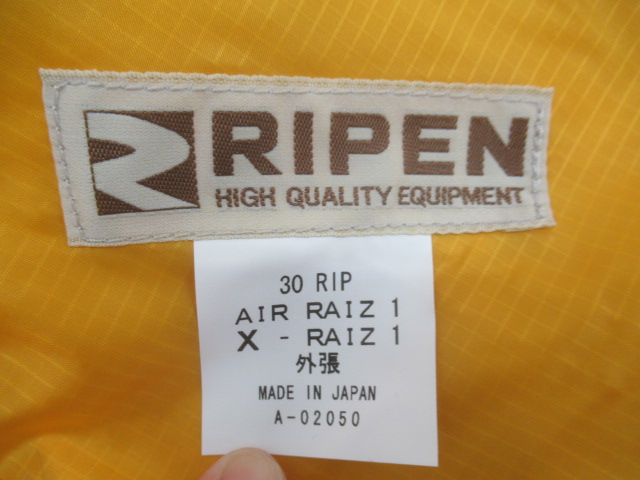 RIPEN
HIGH QUALITY EQUIPMENT
30 RIP
AIR RAIZ 1
X - RAIZ 1
外張
MADE IN JAPAN
A-02050